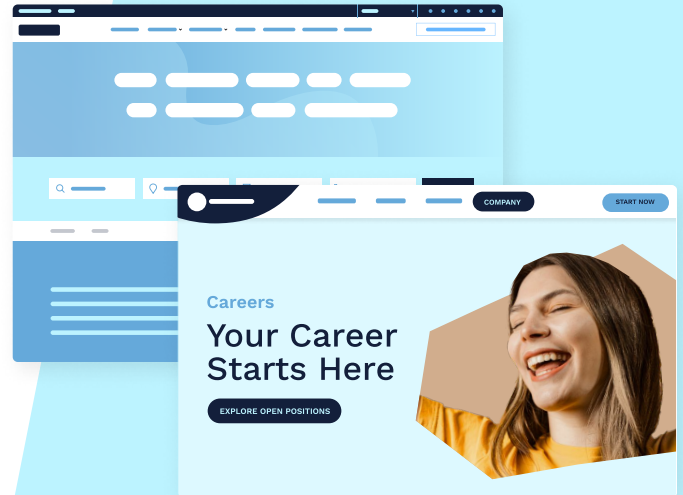 COMPANY
START NOW
Careers
Your Career
Starts Here
EXPLORE OPEN POSITIONS